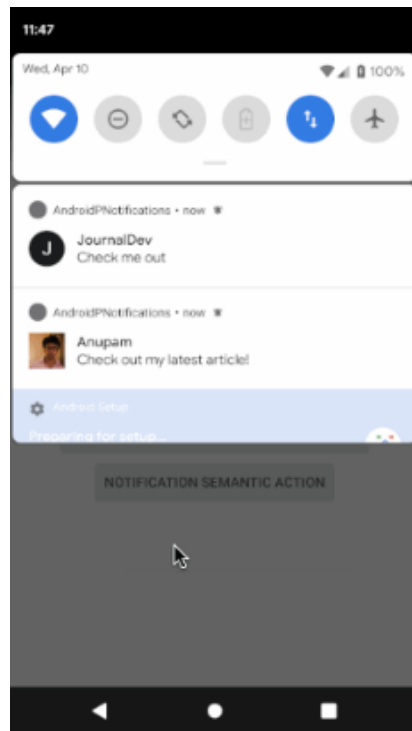 11:47
Wed, Apr 10 100%
AndroidPNotifications • now
J JournalDev
Check me out
AndroidPNotifications • now
Anupam
Check out my latest article!
Android Setup
Preparing for setup...
NOTIFICATION SEMANTIC ACTION